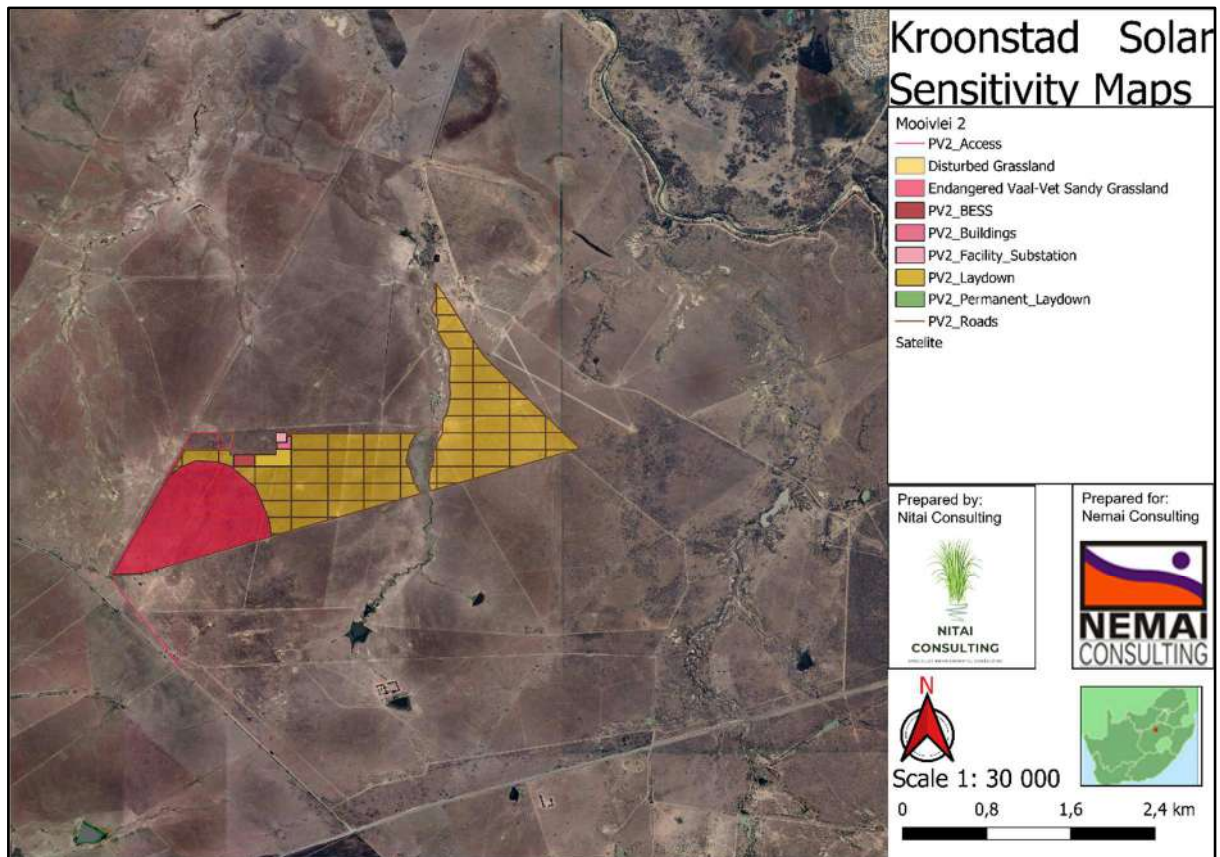 Kroonstad Solar
Sensitivity Maps
Mooivlei 2
PV2_Access
Disturbed Grassland
Endangered Vaal-Vet Sandy Grassland
PV2_BESS
PV2_Buildings
PV2_Facility_Substation
PV2_Laydown
PV2_Permanent_Laydown
PV2_Roads
Satelite
Prepared by:
Nitai Consulting
NITAI
CONSULTING
Prepared for:
Nemai Consulting
NEMAI
CONSULTING
N
Scale 1: 30 000
0 0,8 1,6 2,4 km